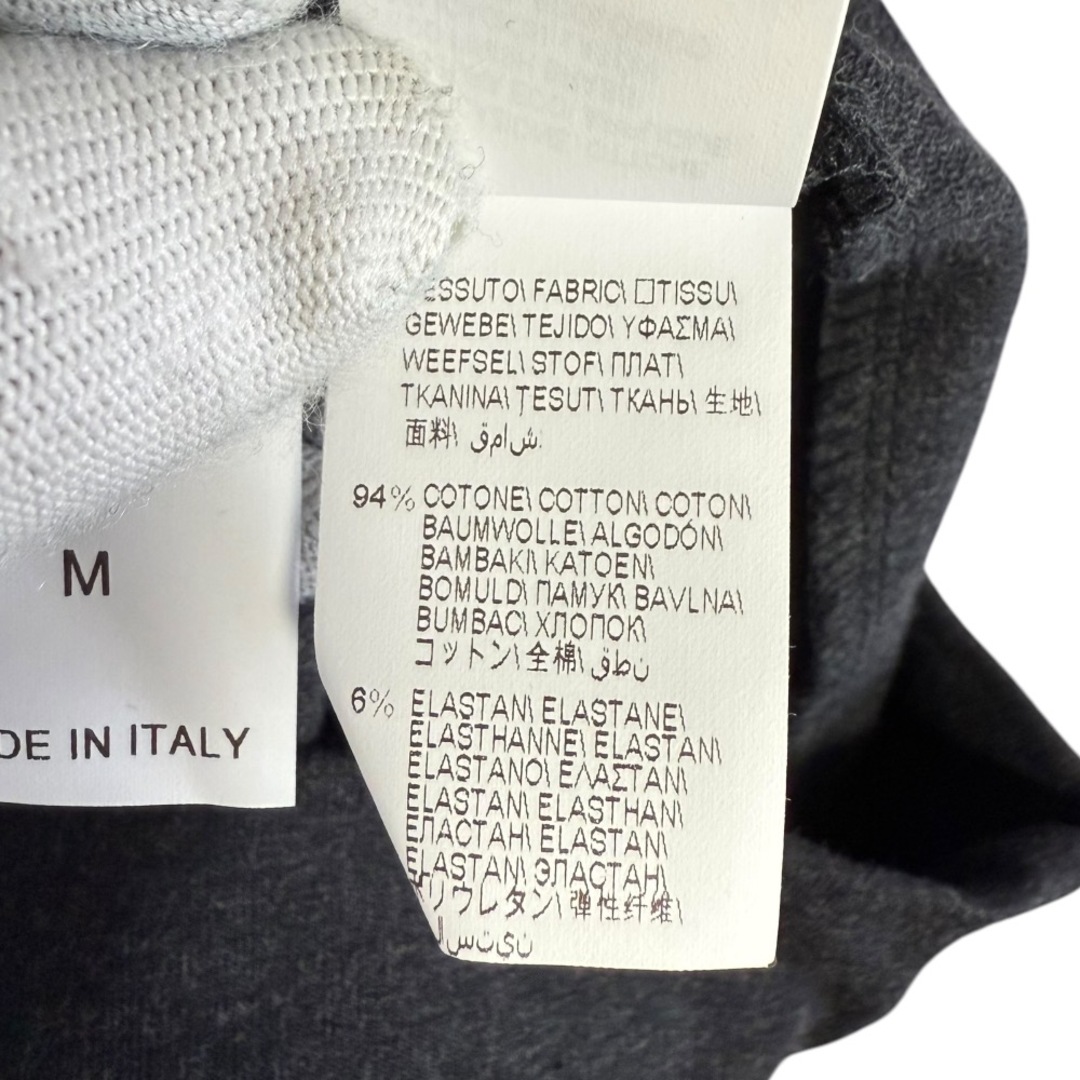 M
IN ITALY
FABRIC\ □TISSU\
GEWEBE\ TEJIDO\ ΥΦΑΣΜΑ\
WEEFSEL\ STOF\ ПЛАТ\
TKANINA\ ȚESUT\ ТКАНЬ\ 生地\
面料\ قماش
94% COTONE\ COTTON\ COTON\
BAUMWOLLE\ ALGODÓN\
BAMBAKI\ KATOEN\
BOMULD\ ПАМУК\ BAVLNA\
BUMBAC\ ХЛОПОК\
コットン\ 全棉\ قطن
6% ELASTAN\ ELASTANE\
ELASTHANNE\ ELASTAN\
ELASTANO\ ΕΛΑΣΤΑΝ\
ELASTAN\ ELASTHAN\
ЕЛАСТАН\ ELASTAN\
ELASTAN\ ЭЛАСТАН\
ポリウレタン\ 弹性纤维\